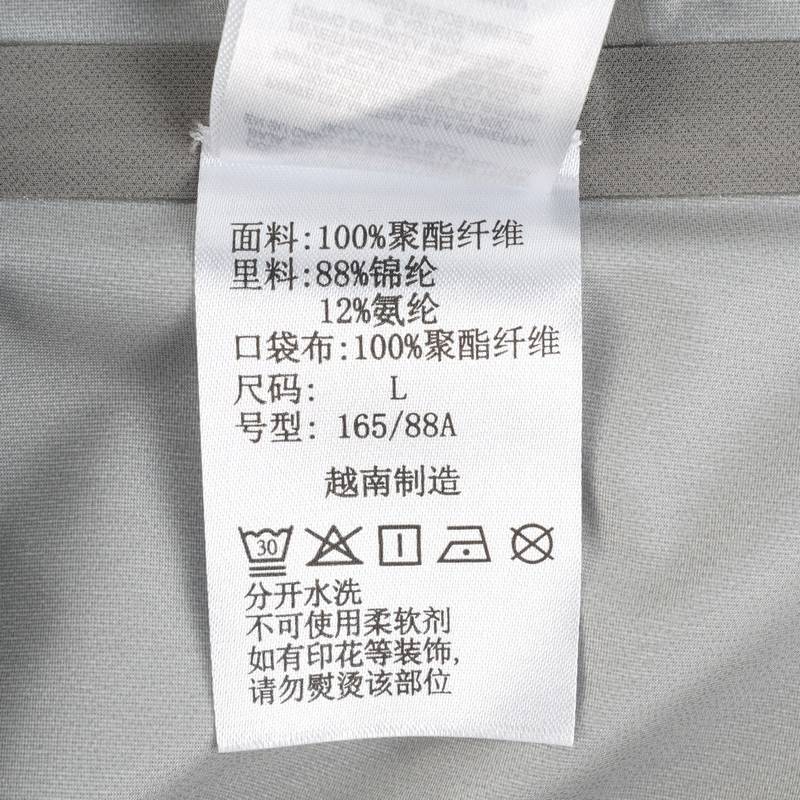 面料:100%聚酯纤维
里料:88%锦纶
12%氨纶
口袋布:100%聚酯纤维
尺码: L
号型: 165/88A
越南制造
30
分开水洗
不可使用柔软剂
如有印花等装饰,
请勿熨烫该部位